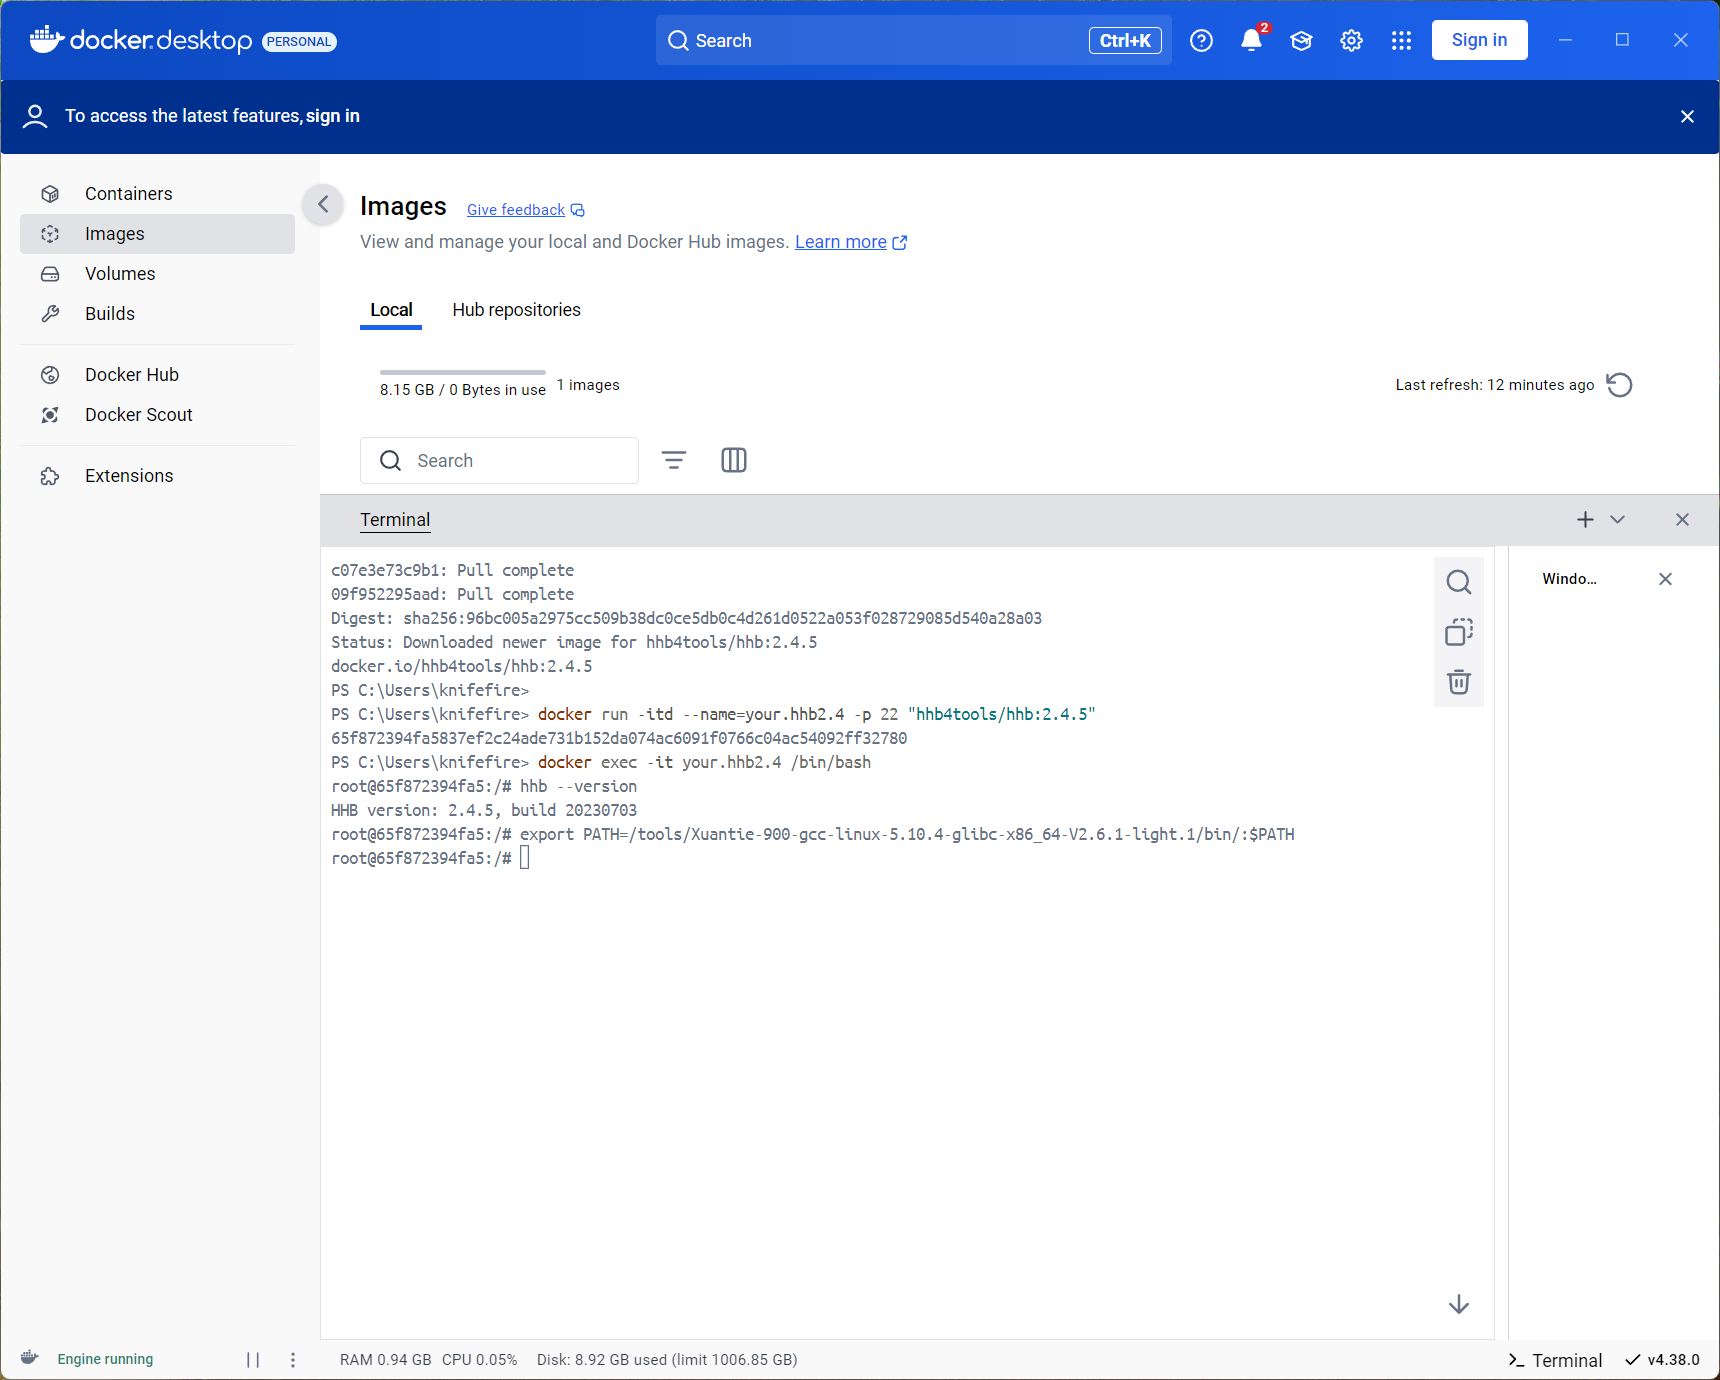 docker desktop PERSONAL
Search Ctrl+K
2
Sign in
To access the latest features, sign in
Containers
Images
Volumes
Builds
Docker Hub
Docker Scout
Extensions
Images Give feedback
View and manage your local and Docker Hub images. Learn more
Local Hub repositories
8.15 GB / 0 Bytes in use 1 images
Last refresh: 12 minutes ago
Search
Terminal
c07e3e73c9b1: Pull complete
09f952295aad: Pull complete
Digest: sha256:96bc005a2975cc509b38dc0ce5db0c4d261d0522a053f028729085d540a28a03
Status: Downloaded newer image for hhb4tools/hhb:2.4.5
docker.io/hhb4tools/hhb:2.4.5
PS C:\Users\knifefire>
PS C:\Users\knifefire> docker run -itd --name=your.hhb2.4 -p 22 "hhb4tools/hhb:2.4.5"
65f872394fa5837ef2c24ade731b152da074ac6091f0766c04ac54092ff32780
PS C:\Users\knifefire> docker exec -it your.hhb2.4 /bin/bash
root@65f872394fa5:/# hhb --version
HHB version: 2.4.5, build 20230703
root@65f872394fa5:/# export PATH=/tools/Xuantie-900-gcc-linux-5.10.4-glibc-x86_64-V2.6.1-light.1/bin/:$PATH
root@65f872394fa5:/#
Windo...
Engine running
RAM 0.94 GB CPU 0.05% Disk: 8.92 GB used (limit 1006.85 GB)
Terminal
v4.38.0